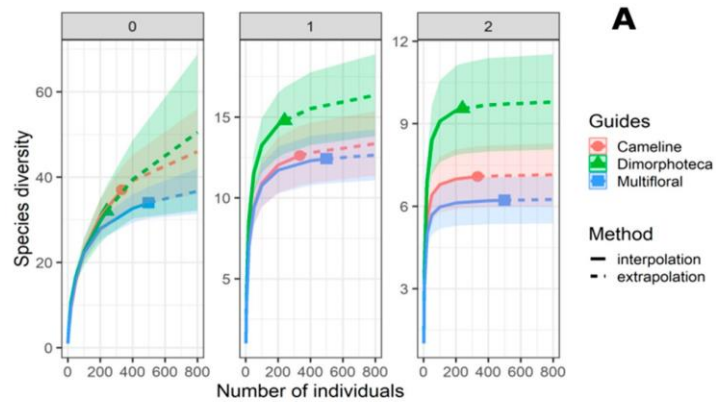 A
0
1
2
60
40
20
0
15
10
5
12
9
6
3
0 200 400 600 800
0 200 400 600 800
0 200 400 600 800
Species diversity
Number of individuals
Guides
Cameline
Dimorphoteca
Multifloral
Method
interpolation
extrapolation